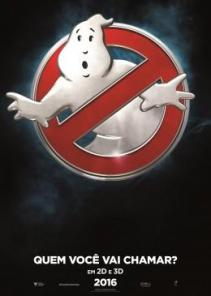 QUEM VOCÊ VAI CHAMAR?
EM 2D E 3D
2016